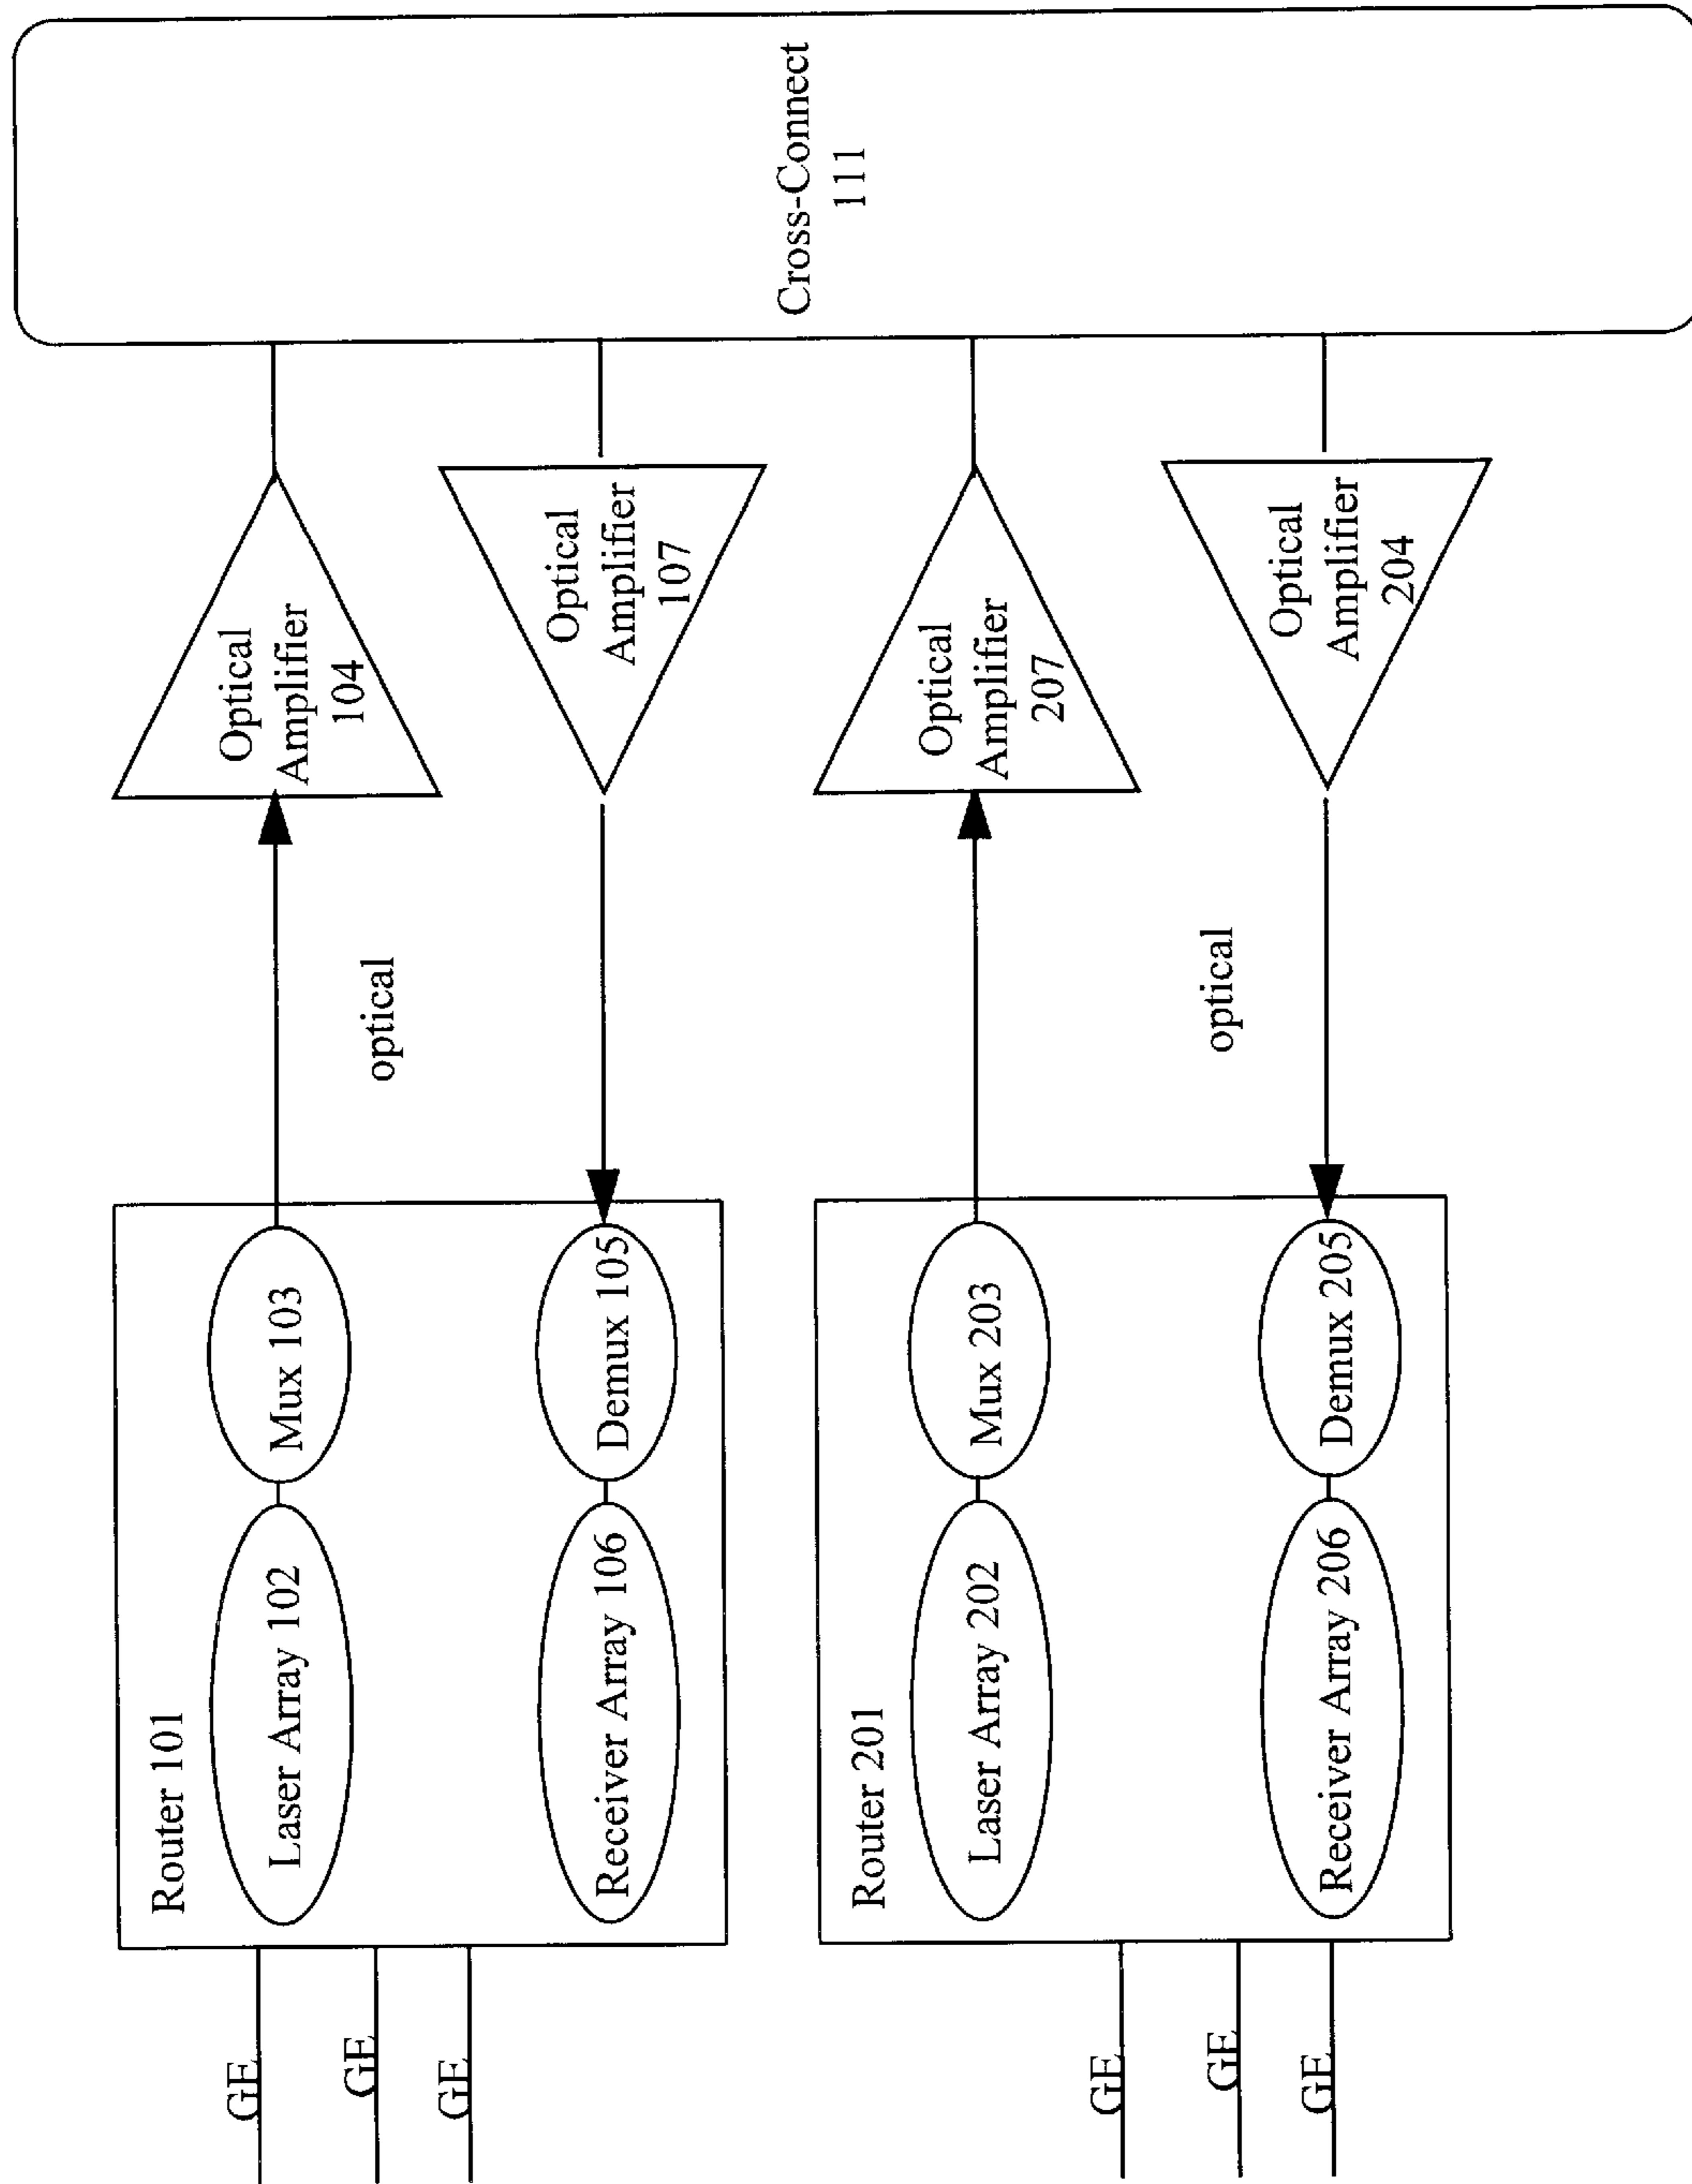 GE
GE
GE
Router 101
Laser Array 102
Mux 103
Receiver Array 106
Demux 105
optical
Optical
Amplifier
104
Optical
Amplifier
107
GE
GE
GE
Router 201
Laser Array 202
Mux 203
Receiver Array 206
Demux 205
optical
Optical
Amplifier
207
Optical
Amplifier
204
Cross-Connect
111